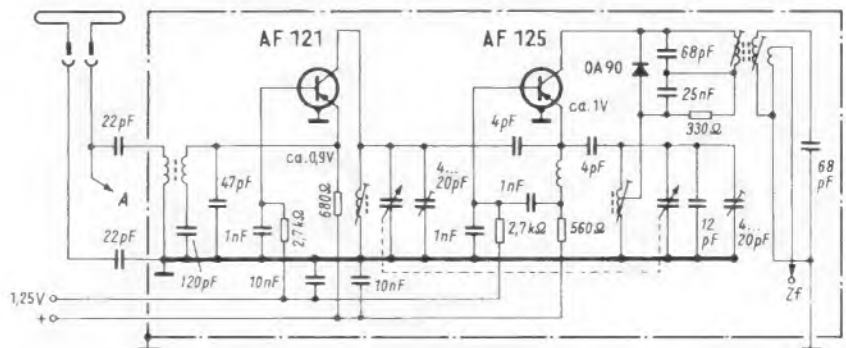 AF 121
AF 125
OA90
68pF
25nF
330Ω
ca. 1V
22pF
4pF
4pF
68 pF
ca. 0,9V
47pF
680Ω
4... 20pF
1nF
A
1nF
2,7kΩ
1nF
2,7kΩ
560Ω
12 pF
4... 20pF
22pF
120pF
10nF
10nF
1,25V
+
Zf